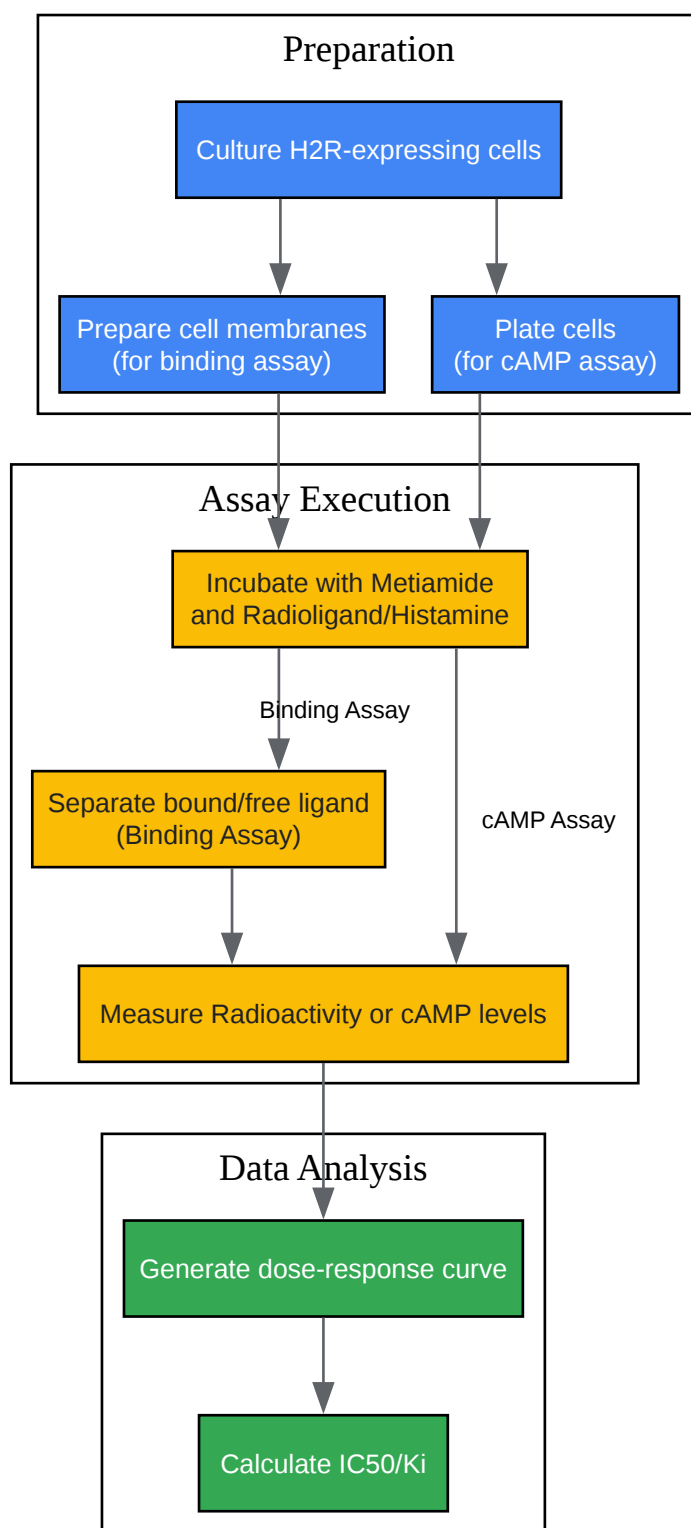 Preparation
Culture H2R-expressing cells
Prepare cell membranes
(for binding assay)
Plate cells
(for cAMP assay)
Assay Execution
Incubate with Metiamide
and Radioligand/Histamine
Binding Assay
Separate bound/free ligand
(Binding Assay)
cAMP Assay
Measure Radioactivity or cAMP levels
Data Analysis
Generate dose-response curve
Calculate IC50/Ki